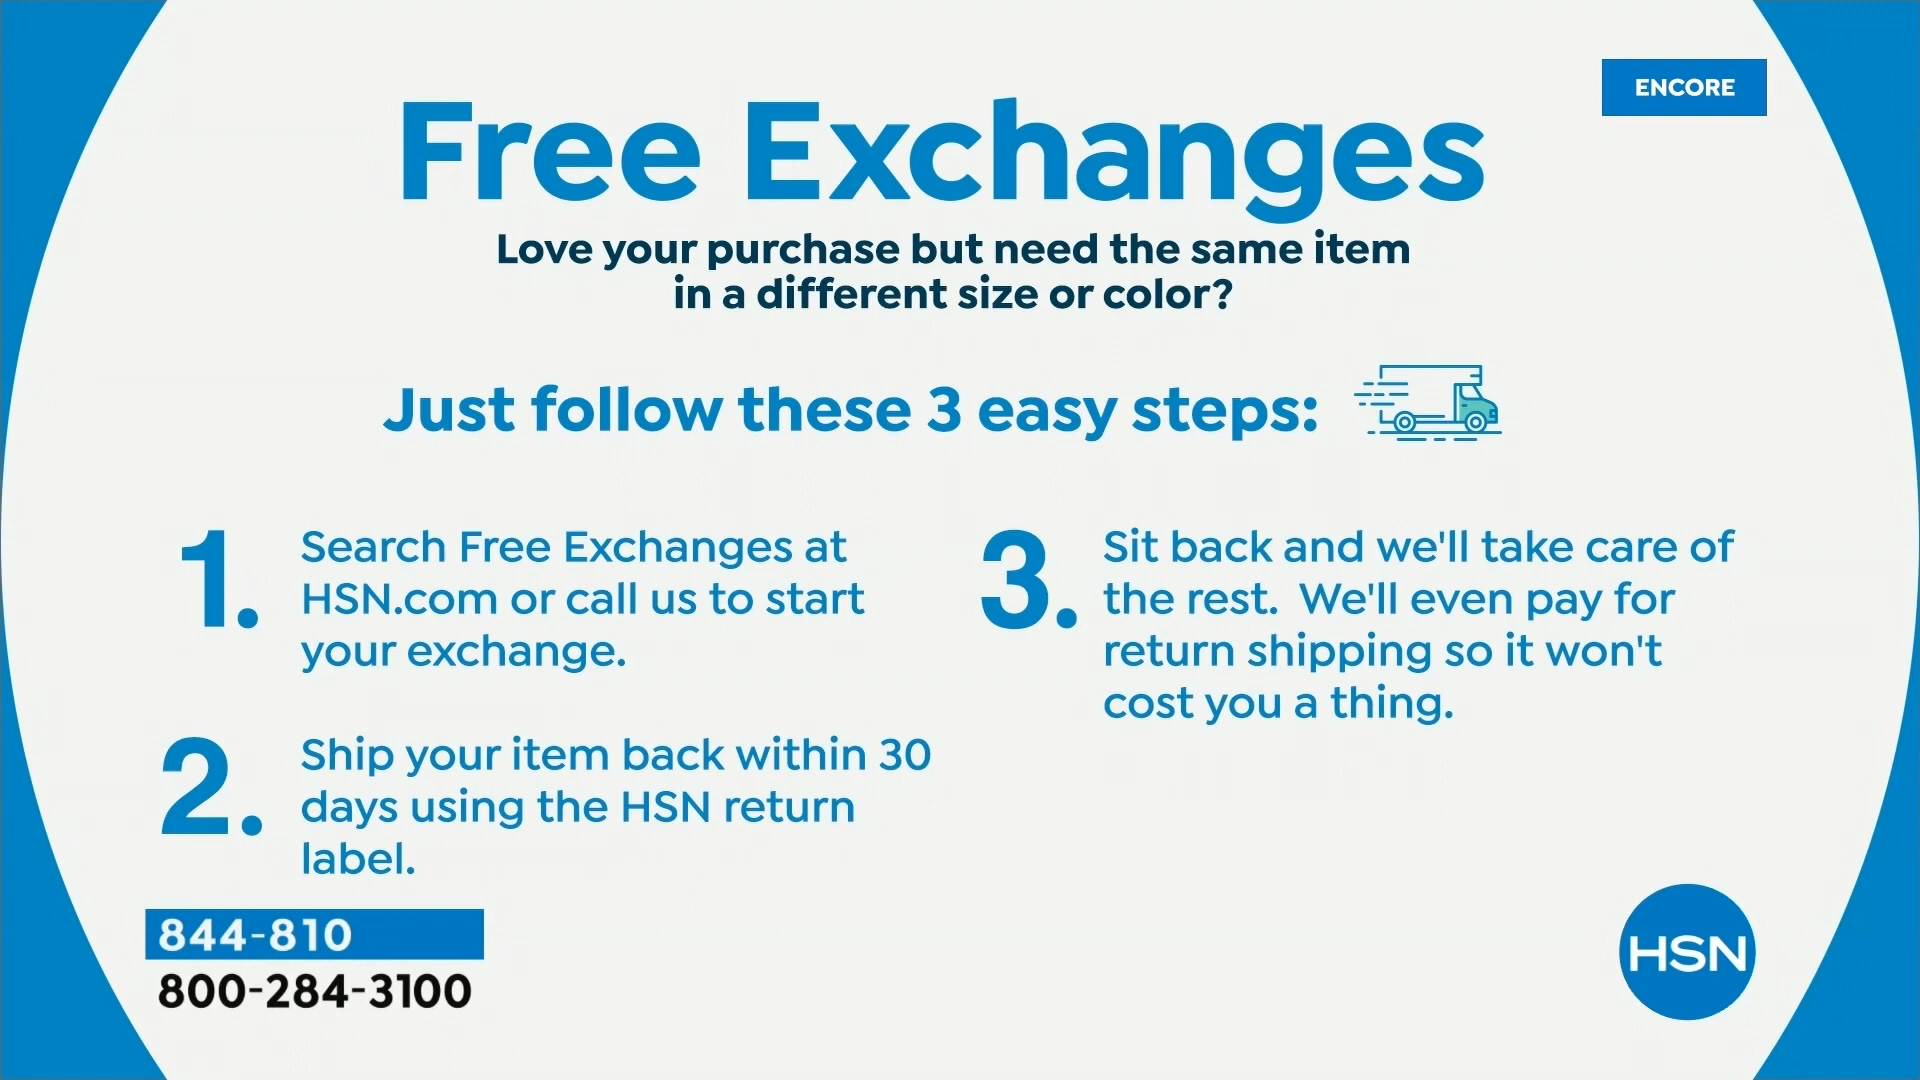 ENCORE
Free Exchanges
Love your purchase but need the same item
in a different size or color?
Just follow these 3 easy steps:
1.
Search Free Exchanges at
HSN.com or call us to start
your exchange.
2.
Ship your item back within 30
days using the HSN return
label.
3.
Sit back and we'll take care of
the rest.  We'll even pay for
return shipping so it won't
cost you a thing.
844-810
800-284-3100
HSN